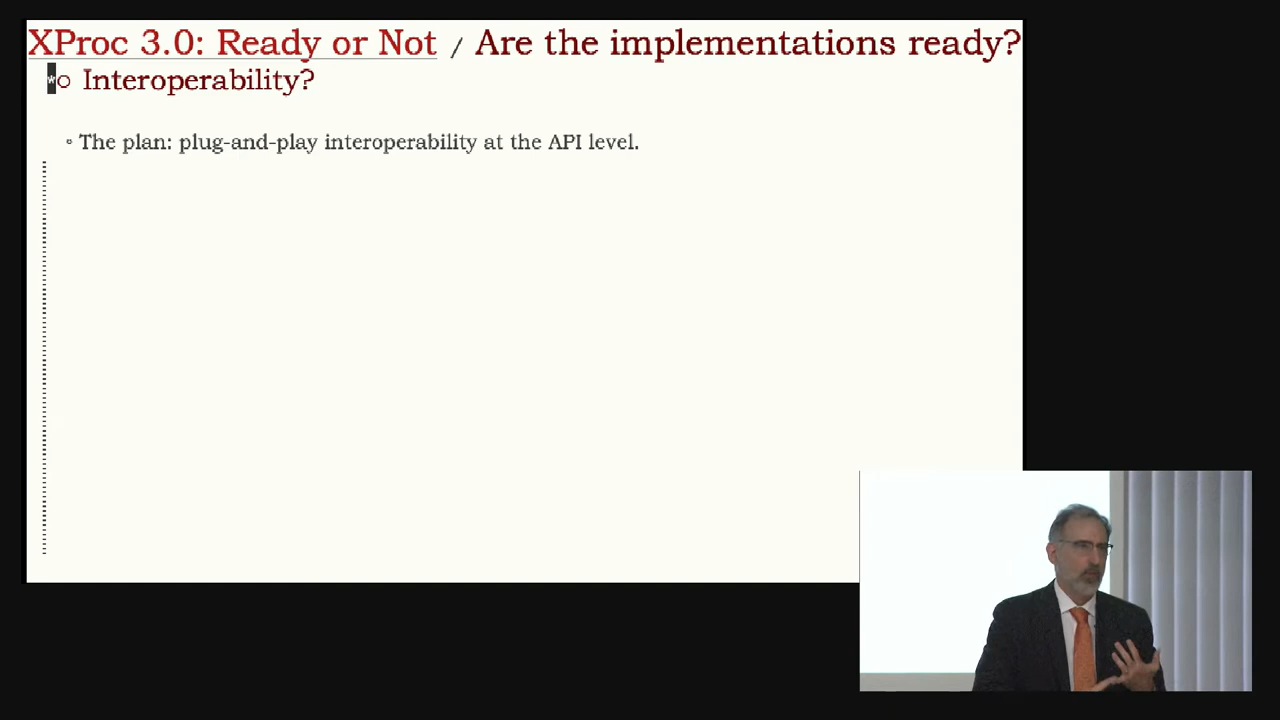 XProc 3.0: Ready or Not / Are the implementations ready?
*○ Interoperability?
◦ The plan: plug-and-play interoperability at the API level.